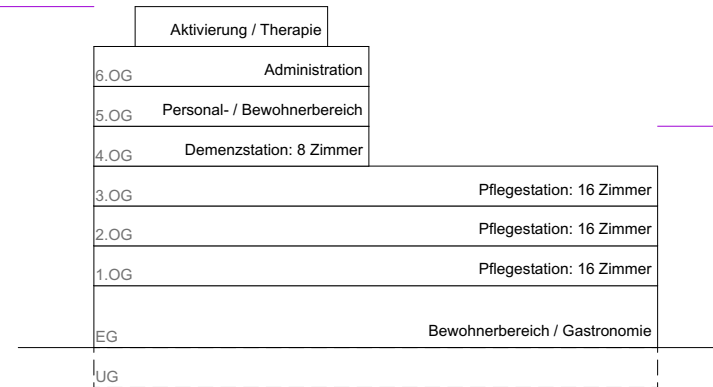 Aktivierung / Therapie
6.OG Administration
5.OG Personal- / Bewohnerbereich
4.OG Demenzstation: 8 Zimmer
3.OG Pflegestation: 16 Zimmer
2.OG Pflegestation: 16 Zimmer
1.OG Pflegestation: 16 Zimmer
EG Bewohnerbereich / Gastronomie
UG